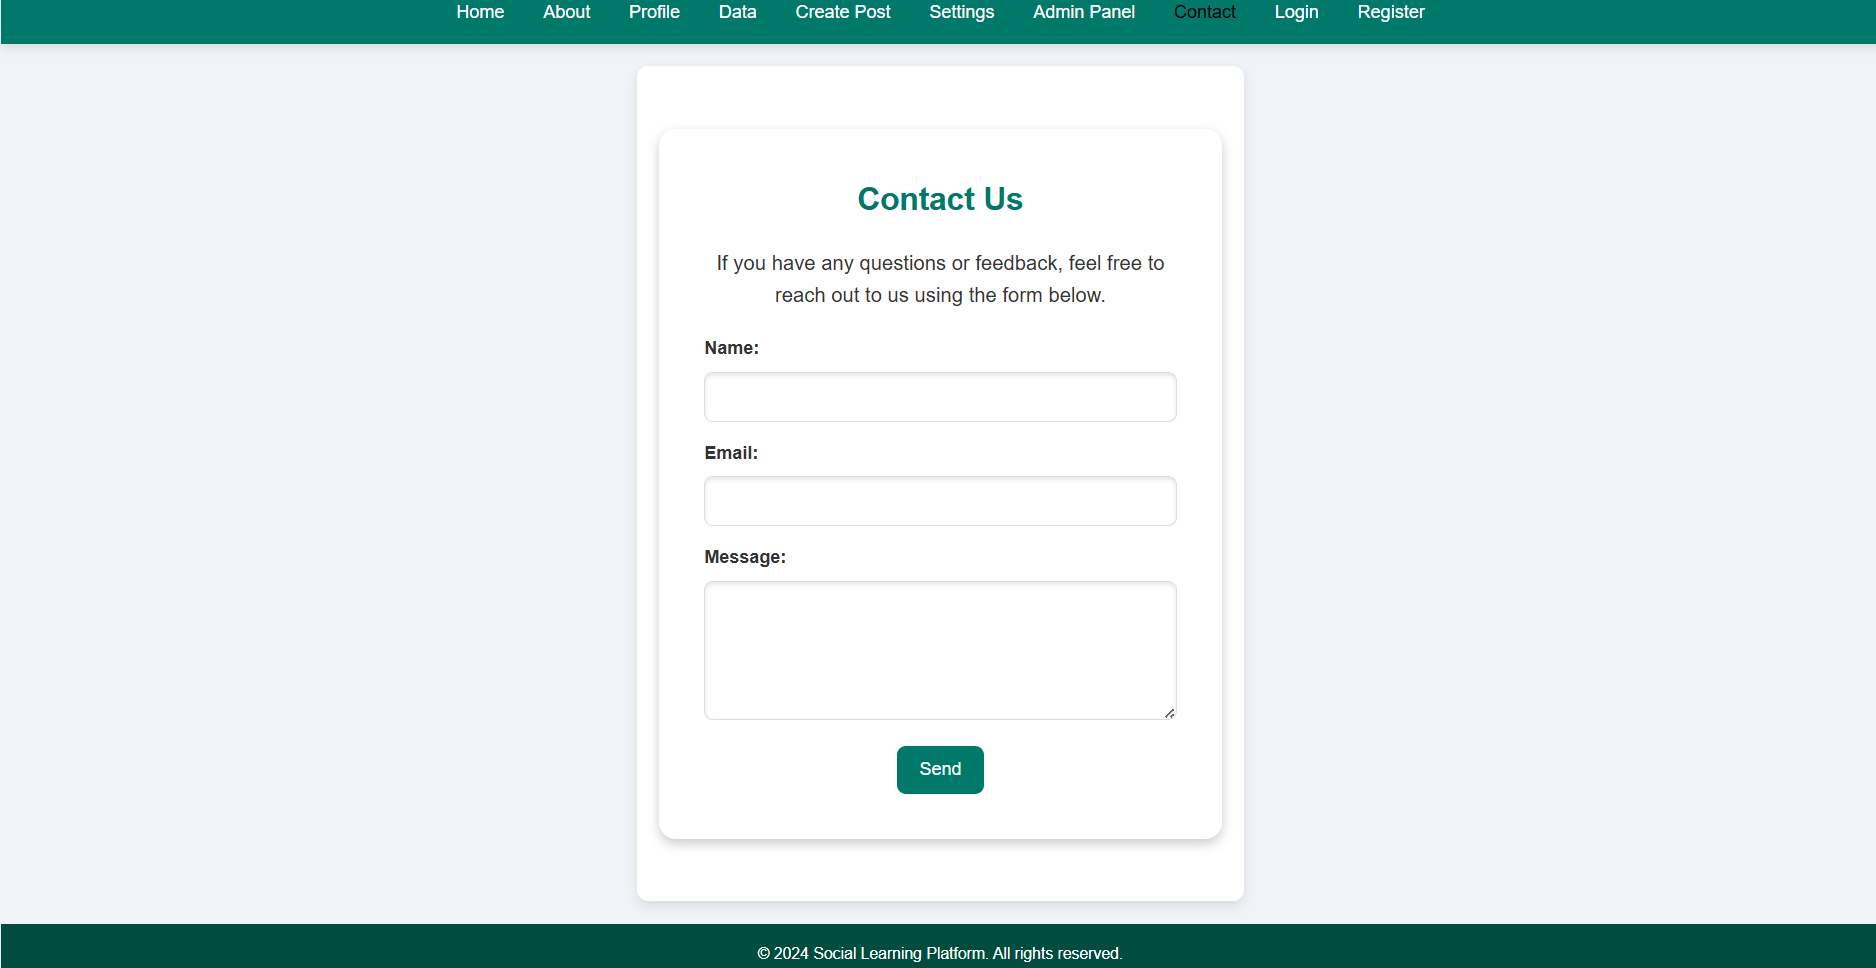 Home About Profile Data Create Post Settings Admin Panel Contact Login Register
Contact Us
If you have any questions or feedback, feel free to
reach out to us using the form below.
Name:
Email:
Message:
Send
© 2024 Social Learning Platform. All rights reserved.